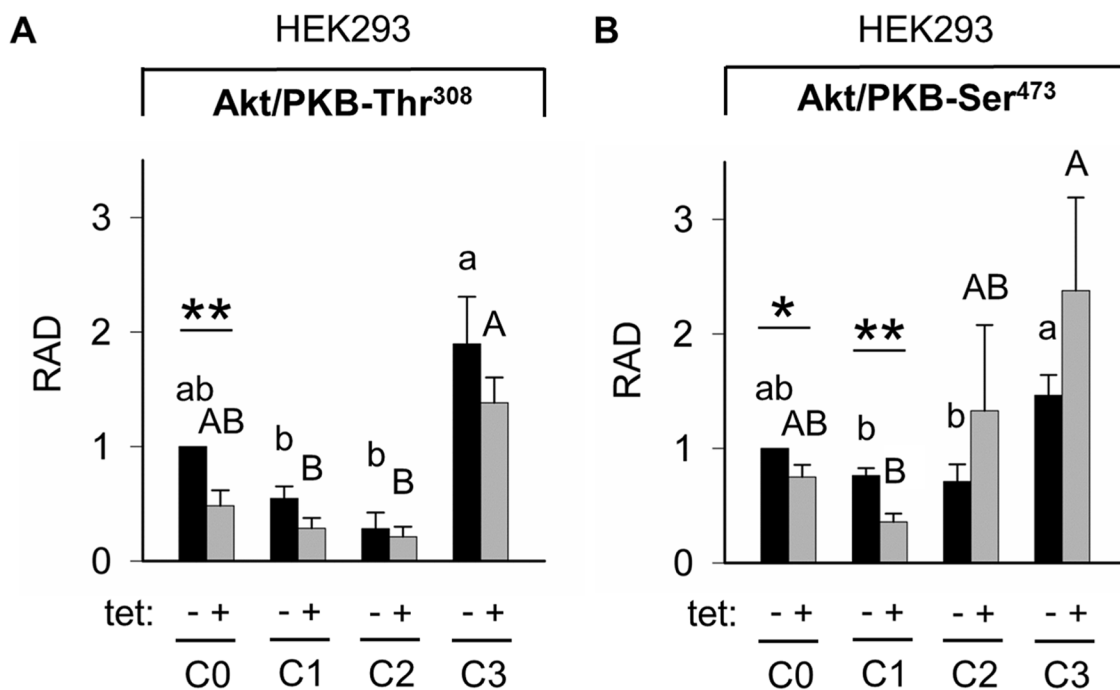 A
HEK293
Akt/PKB-Thr308
RAD
3
2
1
0
**
ab
AB
b
B
b
B
a
A
tet:
- +
- +
- +
- +
C0
C1
C2
C3
B
HEK293
Akt/PKB-Ser473
RAD
3
2
1
0
*
ab
AB
**
b
B
b
AB
a
A
tet:
- +
- +
- +
- +
C0
C1
C2
C3